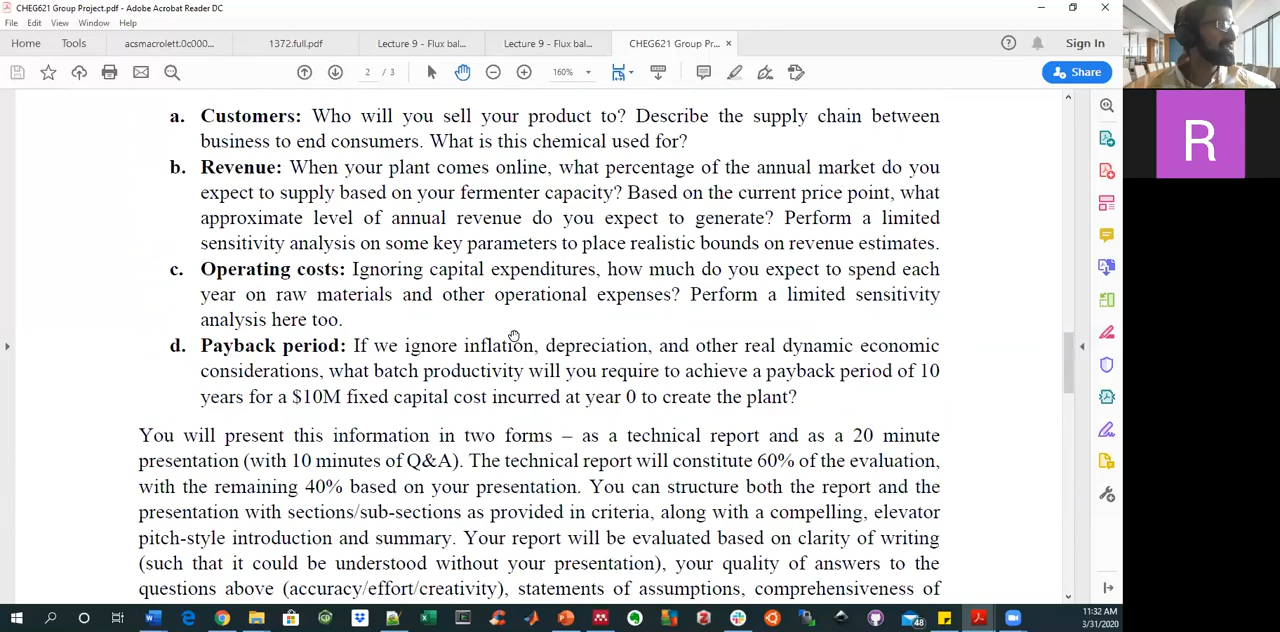 CHEG621 Group Project.pdf - Adobe Acrobat Reader DC
File Edit View Window Help
Home Tools acsmacrolett.0c000... 1372.full.pdf Lecture 9 - Flux bal... Lecture 9 - Flux bal... CHEG621 Group Pr... × Sign In
2 / 3 160% Share
a. Customers: Who will you sell your product to? Describe the supply chain between
business to end consumers. What is this chemical used for?
b. Revenue: When your plant comes online, what percentage of the annual market do you
expect to supply based on your fermenter capacity? Based on the current price point, what
approximate level of annual revenue do you expect to generate? Perform a limited
sensitivity analysis on some key parameters to place realistic bounds on revenue estimates.
c. Operating costs: Ignoring capital expenditures, how much do you expect to spend each
year on raw materials and other operational expenses? Perform a limited sensitivity
analysis here too.
d. Payback period: If we ignore inflation, depreciation, and other real dynamic economic
considerations, what batch productivity will you require to achieve a payback period of 10
years for a $10M fixed capital cost incurred at year 0 to create the plant?
You will present this information in two forms – as a technical report and as a 20 minute
presentation (with 10 minutes of Q&A). The technical report will constitute 60% of the evaluation,
with the remaining 40% based on your presentation. You can structure both the report and the
presentation with sections/sub-sections as provided in criteria, along with a compelling, elevator
pitch-style introduction and summary. Your report will be evaluated based on clarity of writing
(such that it could be understood without your presentation), your quality of answers to the
questions above (accuracy/effort/creativity), statements of assumptions, comprehensiveness of
R
48
11:32 AM
3/31/2020